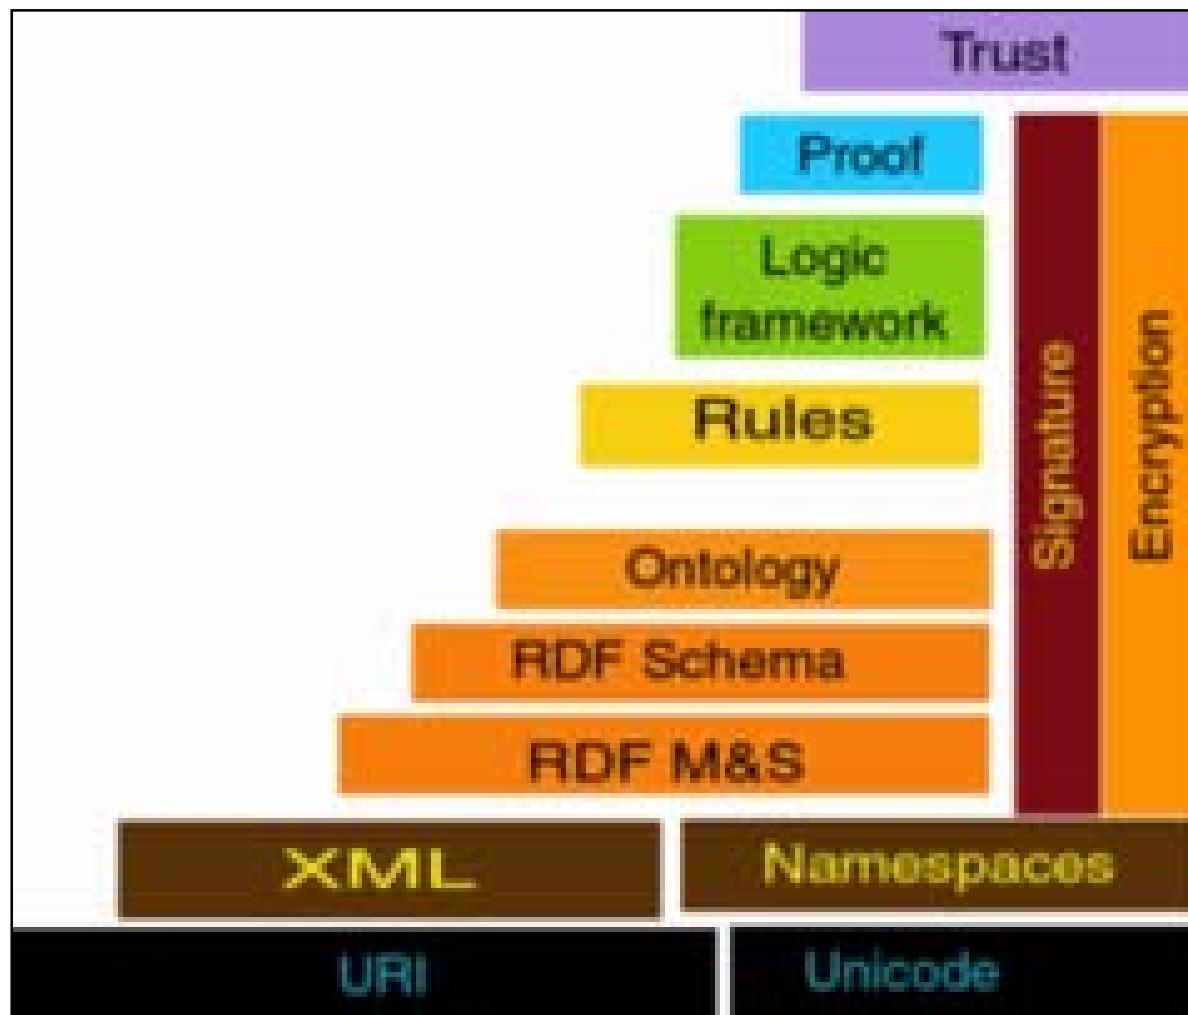 Trust
Proof
Logic
framework
Rules
Signature
Encryption
Ontology
RDF Schema
RDF M&S
XML
Namespaces
URI
Unicode